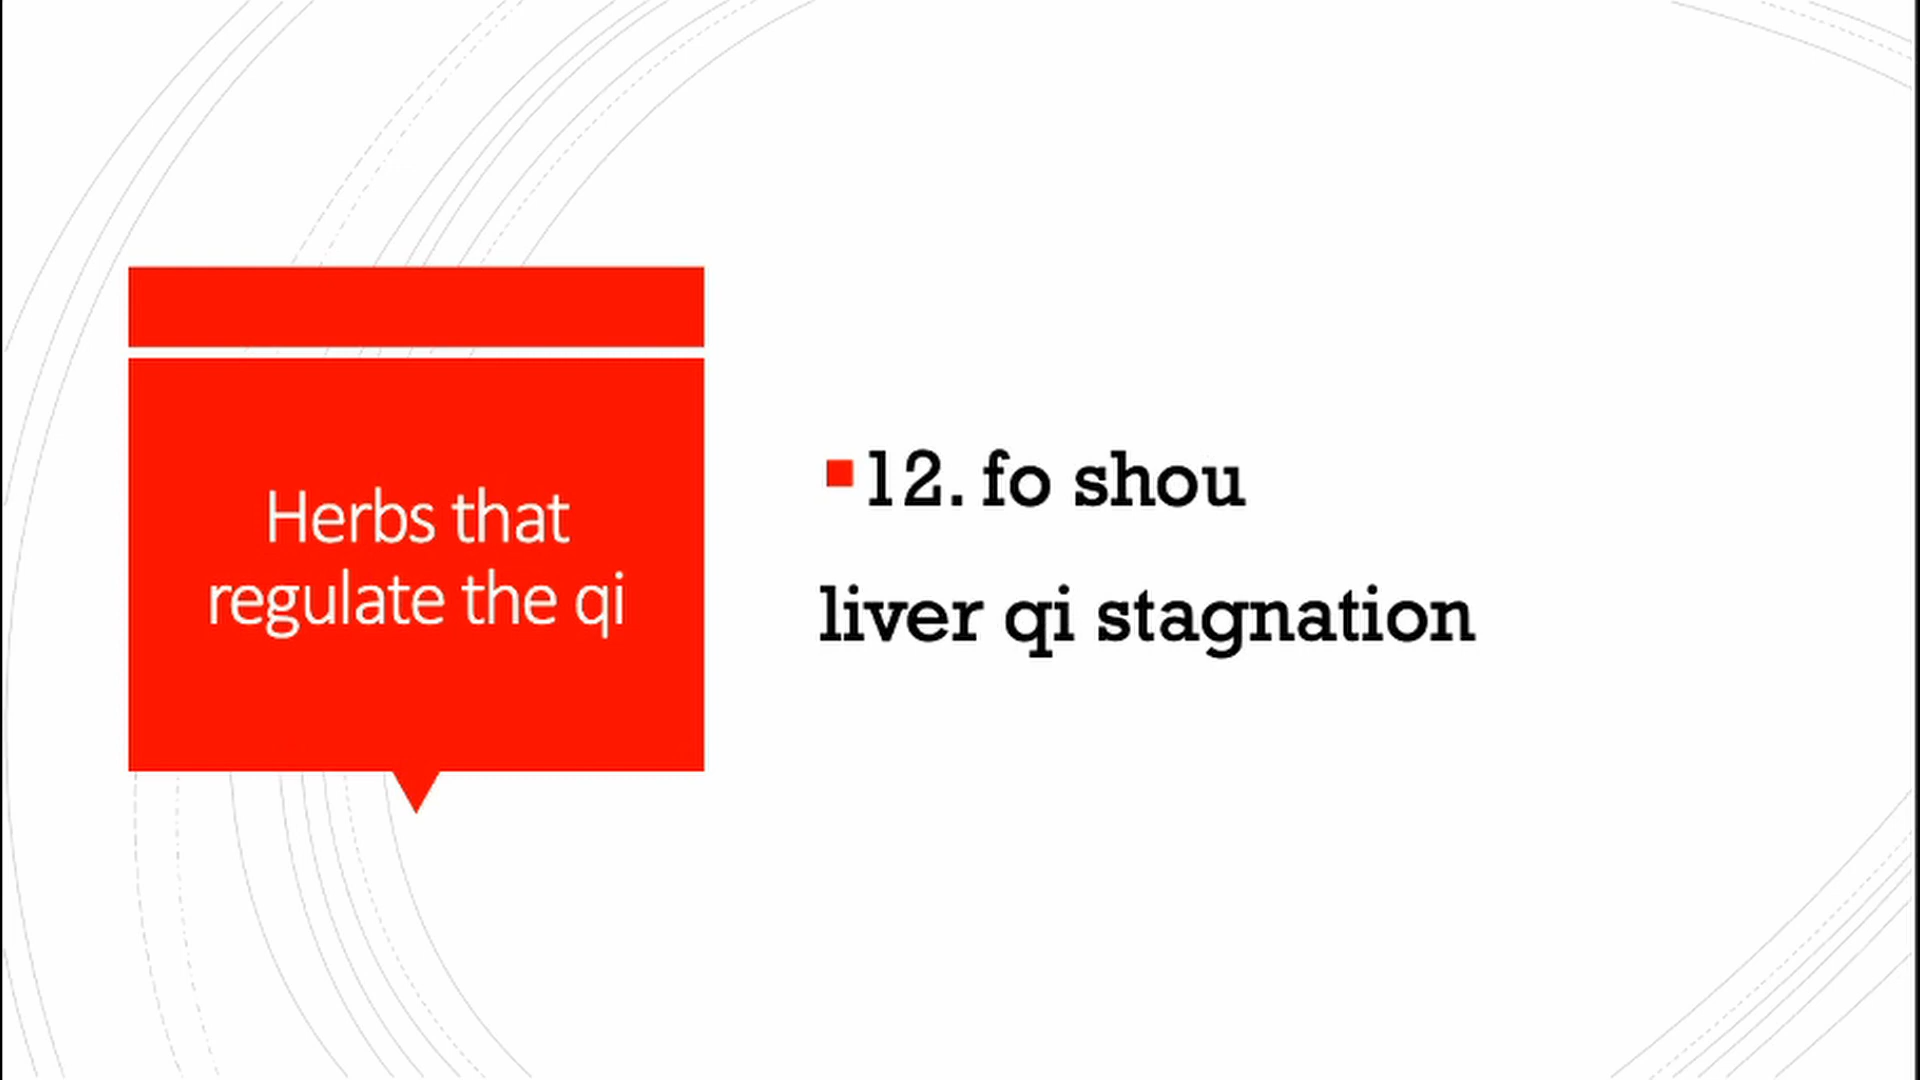 Herbs that
regulate the qi
12. fo shou
liver qi stagnation